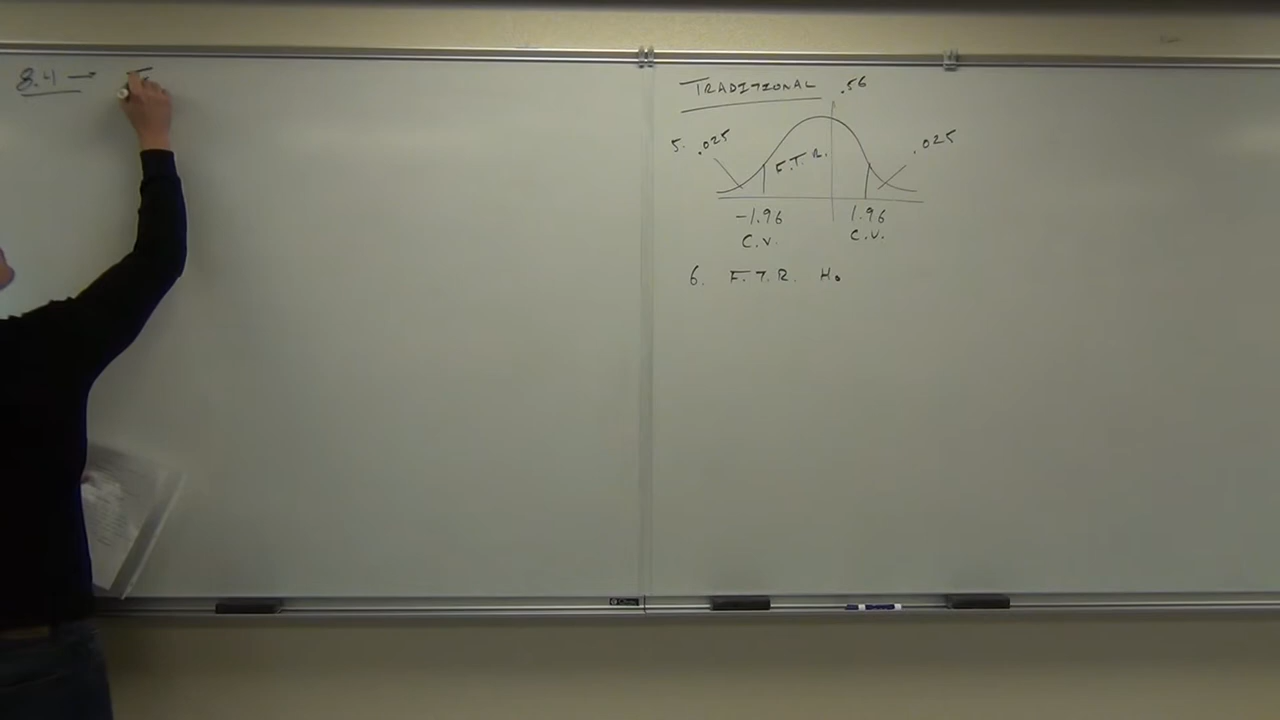 8.4 →
TRADITIONAL .56
5. .025 .025
F.T.R.
-1.96 1.96
C.V. C.V.
6. F.T.R. H₀